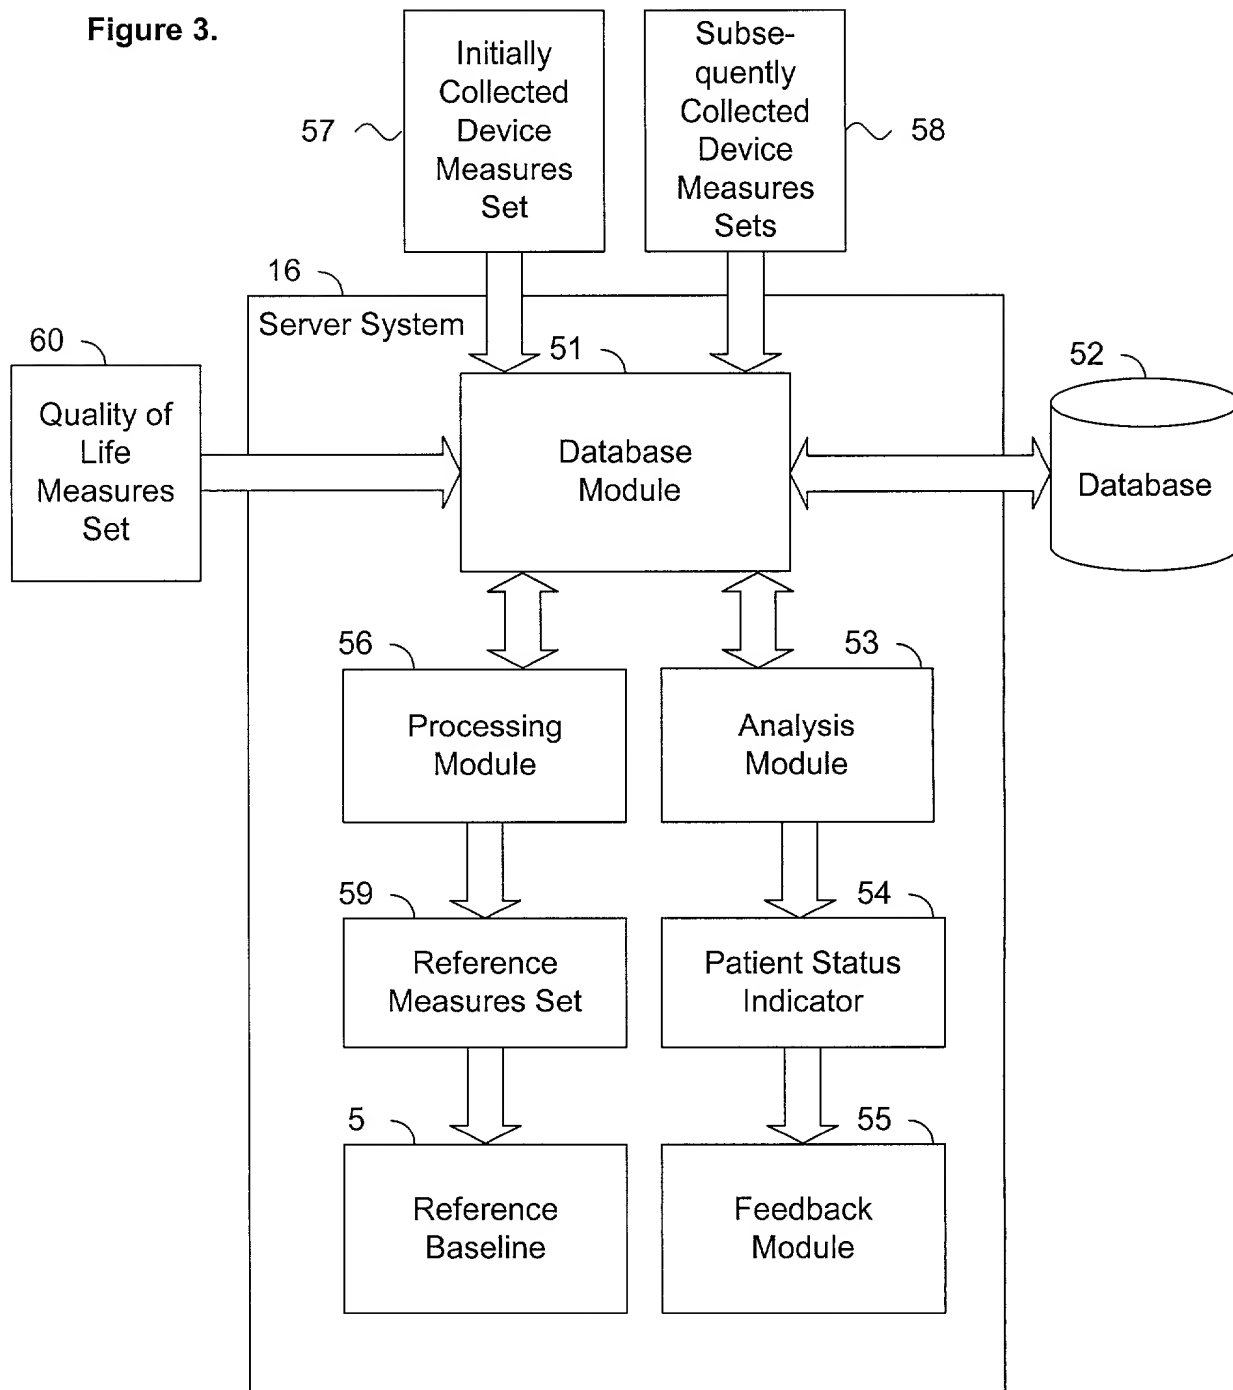 Figure 3.
Initially
Collected
Device
Measures
Set
57
Subse-
quently
Collected
Device
Measures
Sets
58
16
Server System
60
Quality of
Life
Measures
Set
51
Database
Module
52
Database
56
Processing
Module
53
Analysis
Module
59
Reference
Measures Set
54
Patient Status
Indicator
5
Reference
Baseline
55
Feedback
Module